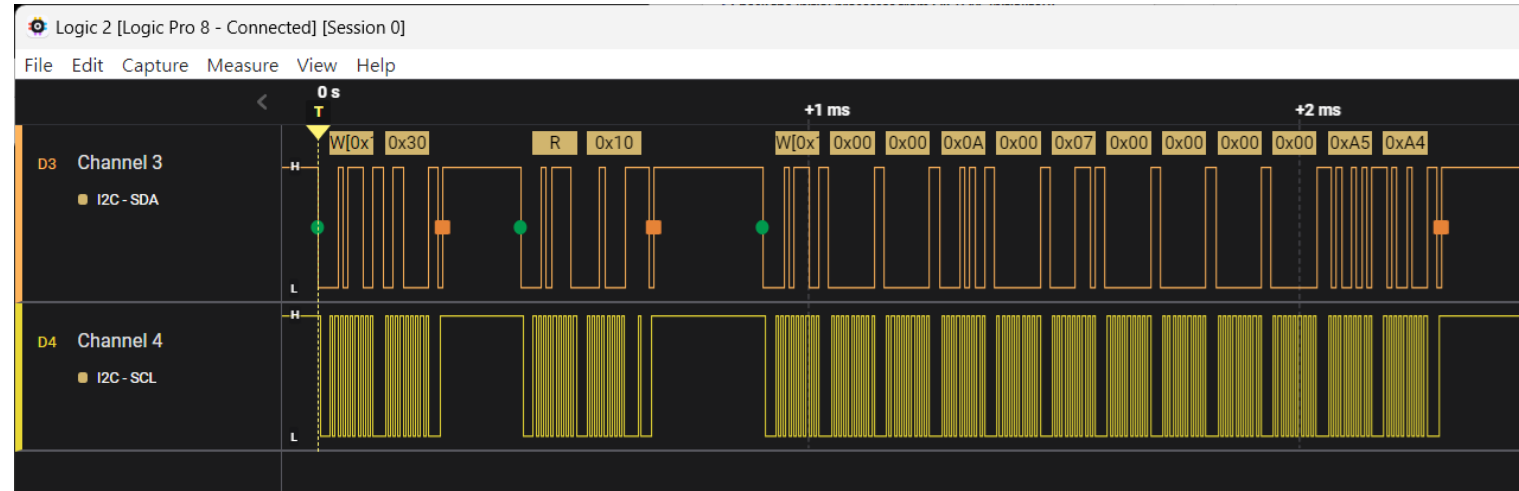 Logic 2 [Logic Pro 8 - Connected] [Session 0]
File Edit Capture Measure View Help
0 s
T
+1 ms
+2 ms
W[0x1 0x30 R 0x10 W[0x1 0x00 0x00 0x0A 0x00 0x07 0x00 0x00 0x00 0x00 0xA5 0xA4
D3 Channel 3
I2C - SDA
H
L
D4 Channel 4
I2C - SCL
H
L